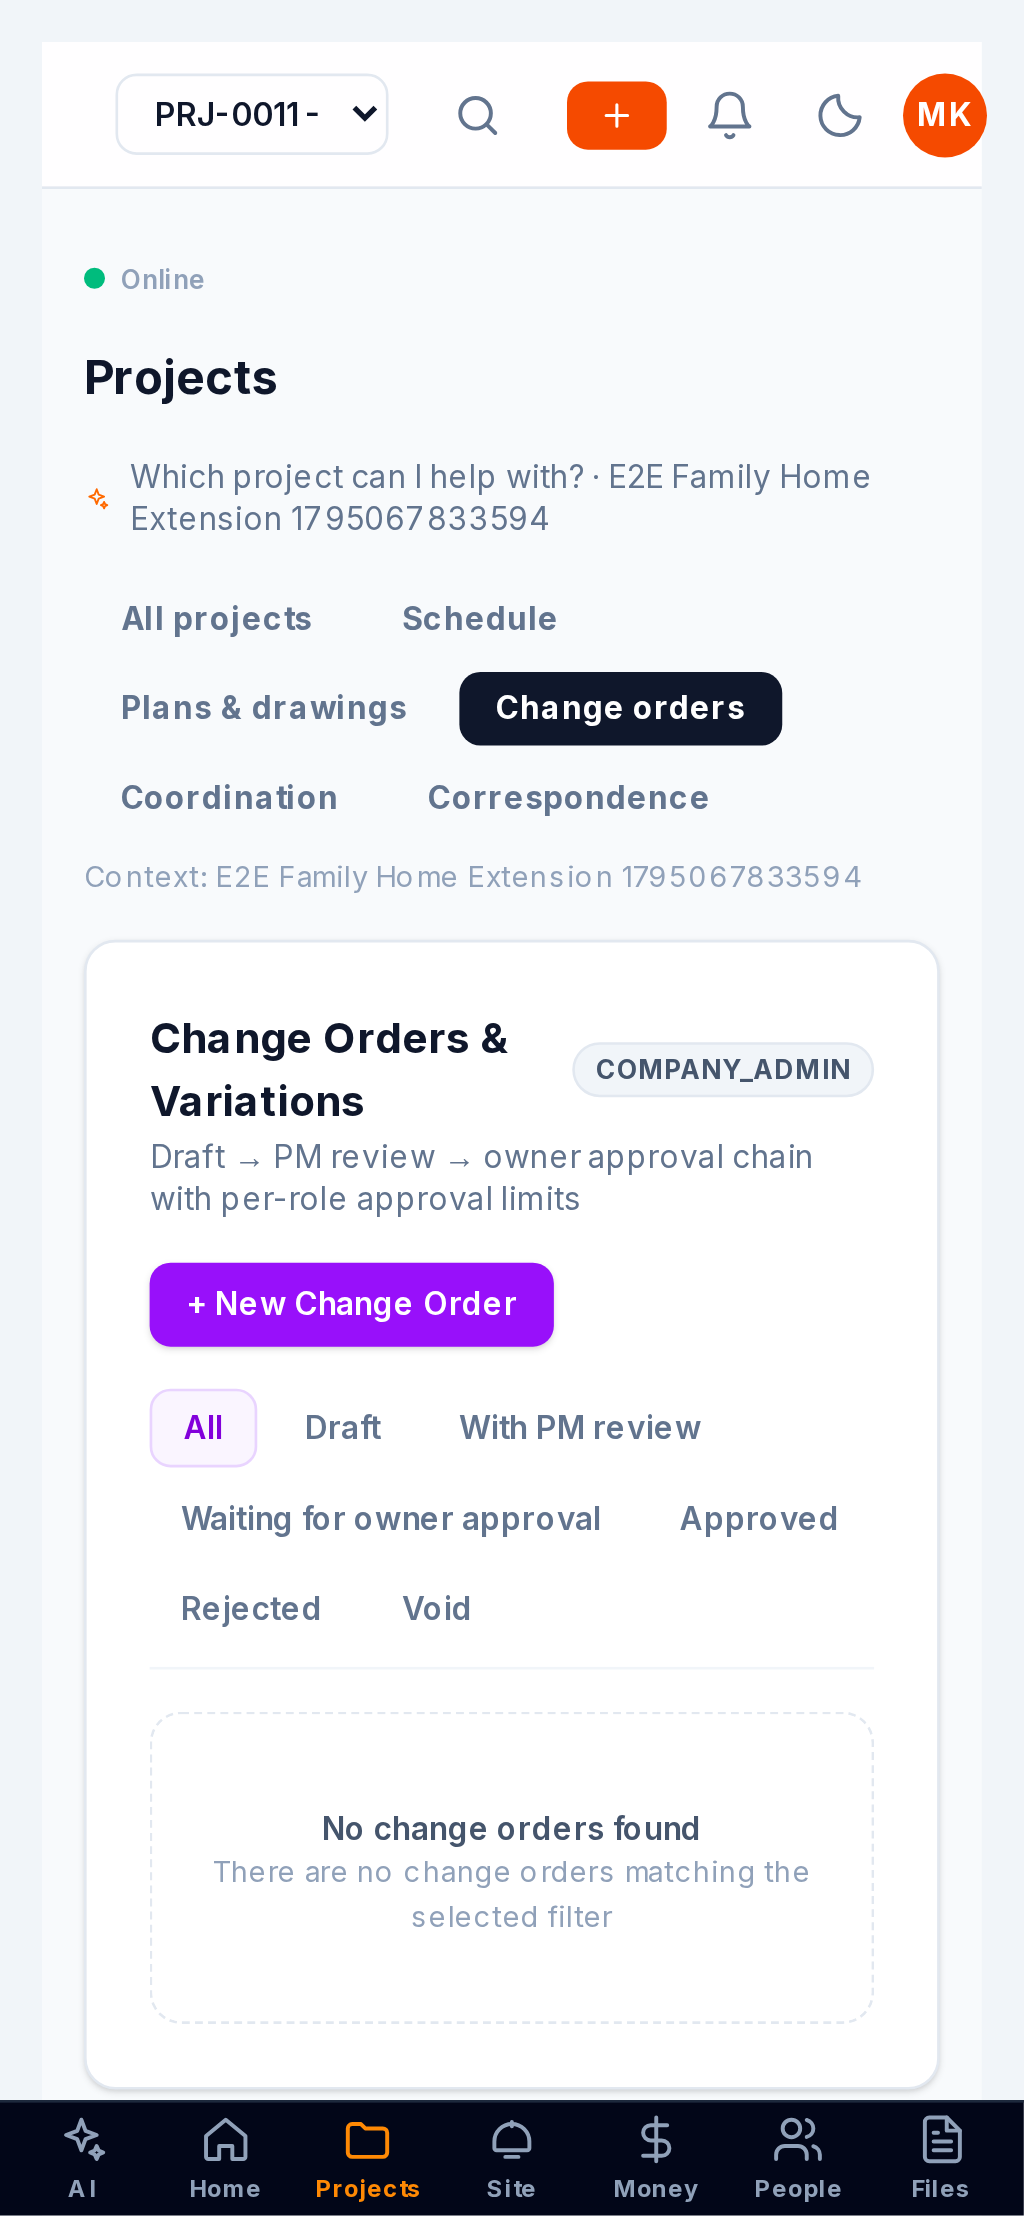 PRJ-0011 -
+
MK
Online
Projects
Which project can I help with? · E2E Family Home
Extension 1795067833594
All projects
Schedule
Plans & drawings
Change orders
Coordination
Correspondence
Context: E2E Family Home Extension 1795067833594
Change Orders &
Variations
COMPANY_ADMIN
Draft → PM review → owner approval chain
with per-role approval limits
+ New Change Order
All
Draft
With PM review
Waiting for owner approval
Approved
Rejected
Void
No change orders found
There are no change orders matching the
selected filter
AI
Home
Projects
Site
Money
People
Files